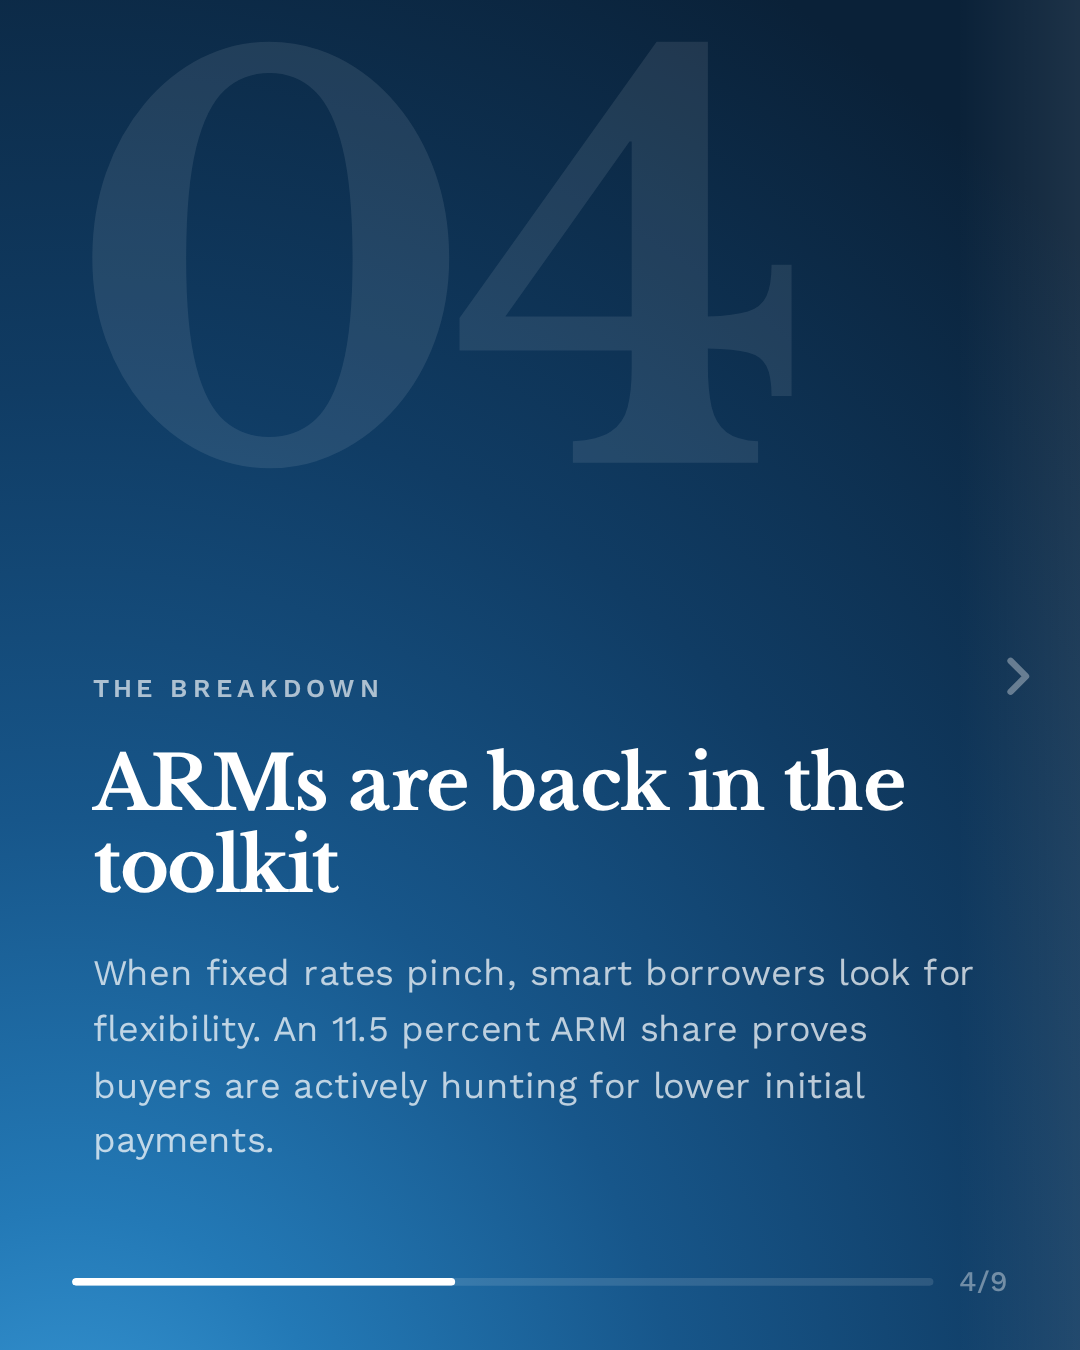 04
THE BREAKDOWN
ARMs are back in the
toolkit
When fixed rates pinch, smart borrowers look for
flexibility. An 11.5 percent ARM share proves
buyers are actively hunting for lower initial
payments.
4/9